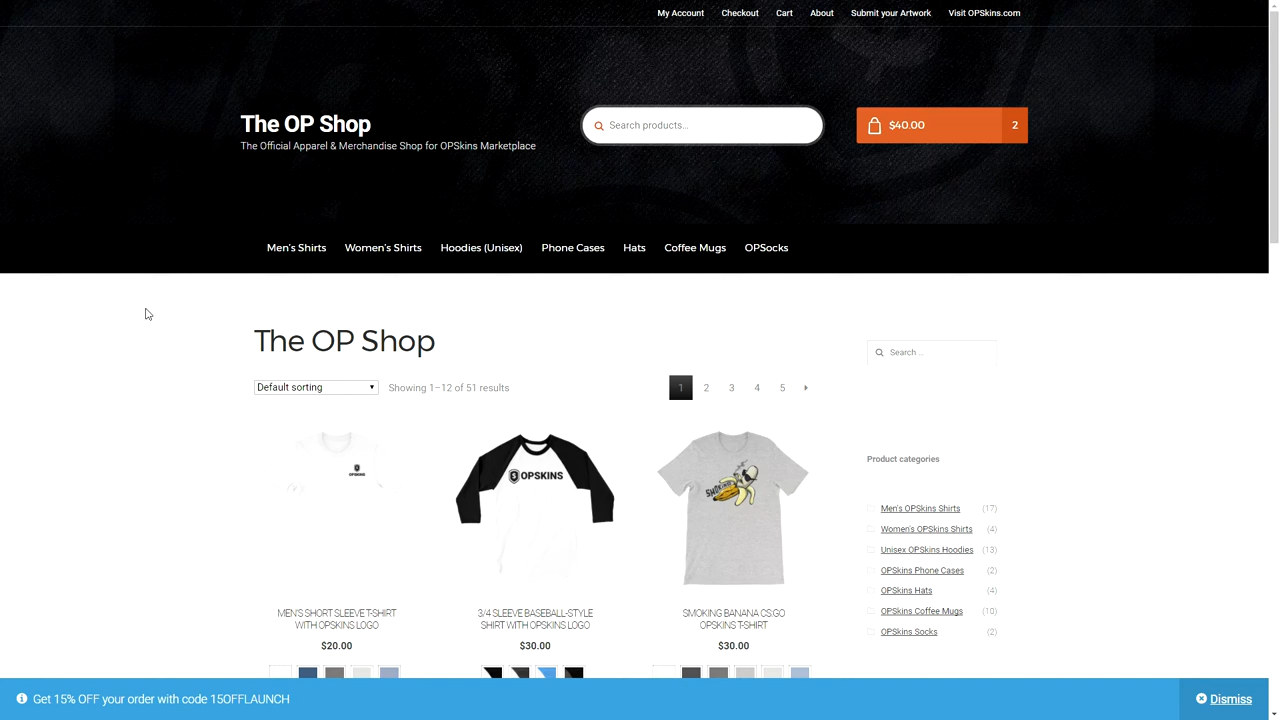 My Account Checkout Cart About Submit your Artwork Visit OPSkins.com
The OP Shop
The Official Apparel & Merchandise Shop for OPSkins Marketplace
Search products...
$40.00 2
Men's Shirts Women's Shirts Hoodies (Unisex) Phone Cases Hats Coffee Mugs OPSocks
The OP Shop
Default sorting Showing 1–12 of 51 results 1 2 3 4 5
Search ...
OPSKINS
OPSKINS
SMOKING
MEN'S SHORT SLEEVE T-SHIRT
WITH OPSKINS LOGO
$20.00
3/4 SLEEVE BASEBALL-STYLE
SHIRT WITH OPSKINS LOGO
$30.00
SMOKING BANANA CS:GO
OPSKINS T-SHIRT
$30.00
Product categories
Men's OPSkins Shirts (17)
Women's OPSkins Shirts (4)
Unisex OPSkins Hoodies (13)
OPSkins Phone Cases (2)
OPSkins Hats (4)
OPSkins Coffee Mugs (10)
OPSkins Socks (2)
Get 15% OFF your order with code 15OFFLAUNCH
Dismiss